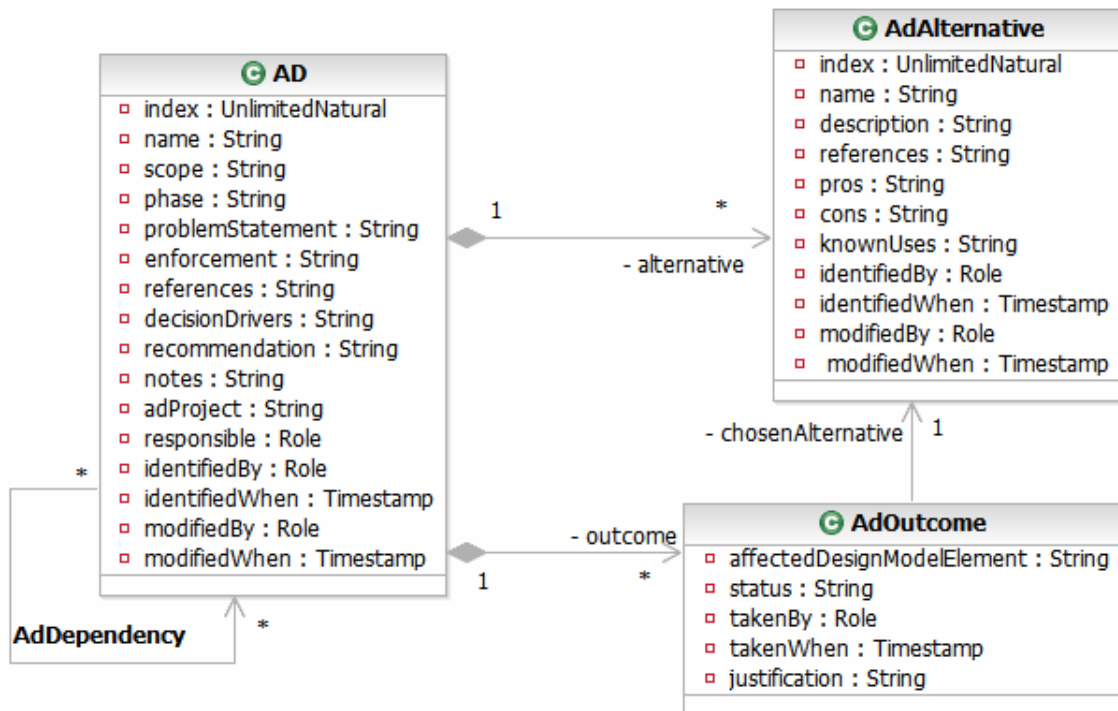 AD
index : UnlimitedNatural
name : String
scope : String
phase : String
problemStatement : String
enforcement : String
references : String
decisionDrivers : String
recommendation : String
notes : String
adProject : String
responsible : Role
identifiedBy : Role
identifiedWhen : Timestamp
modifiedBy : Role
modifiedWhen : Timestamp
*
AdDependency
*
1
*
- alternative
AdAlternative
index : UnlimitedNatural
name : String
description : String
references : String
pros : String
cons : String
knownUses : String
identifiedBy : Role
identifiedWhen : Timestamp
modifiedBy : Role
modifiedWhen : Timestamp
- chosenAlternative
1
- outcome
1
*
AdOutcome
affectedDesignModelElement : String
status : String
takenBy : Role
takenWhen : Timestamp
justification : String